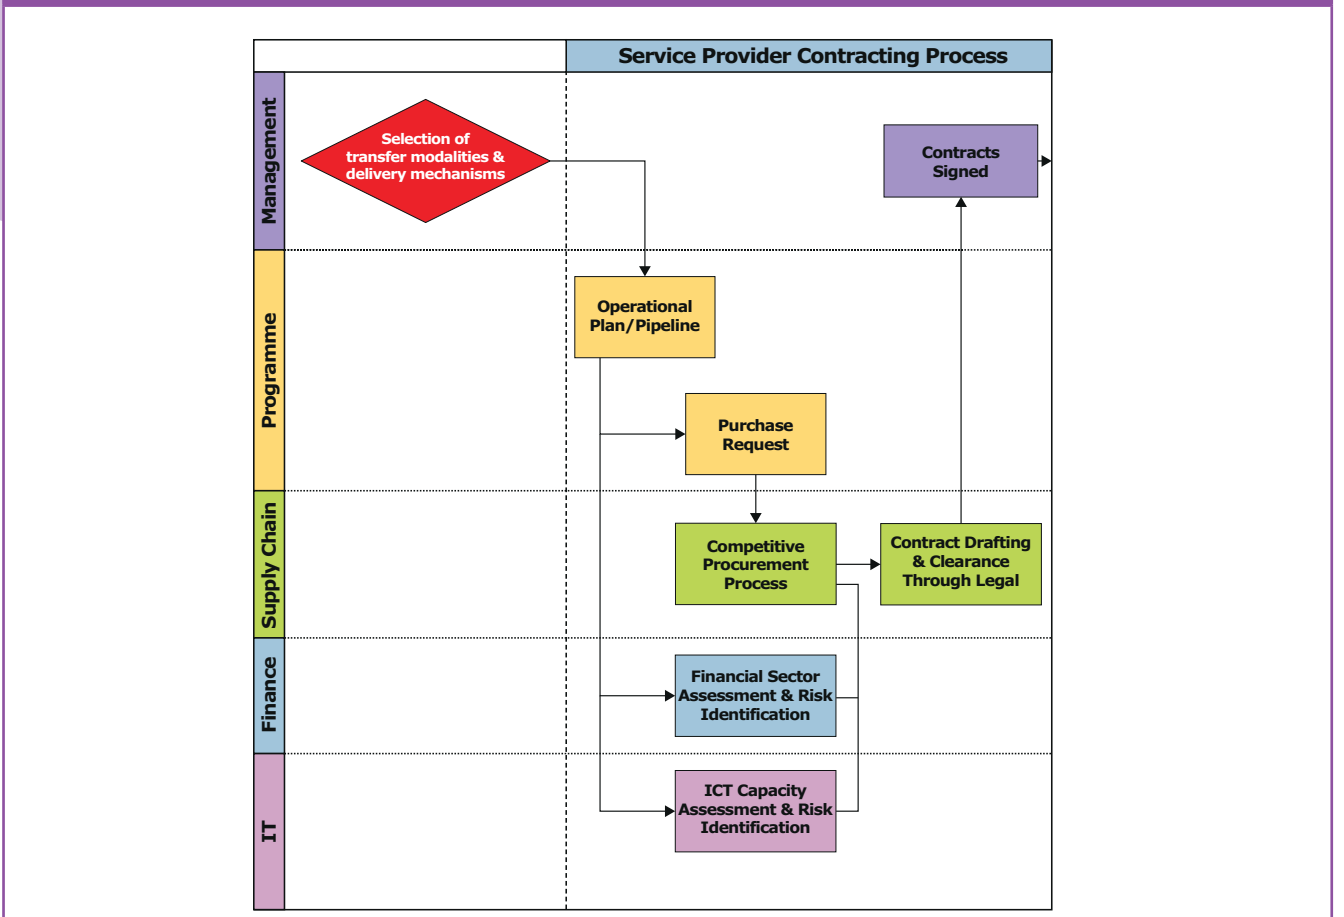 Service Provider Contracting Process
Management
Selection of
transfer modalities &
delivery mechanisms
Contracts
Signed
Programme
Operational
Plan/Pipeline
Purchase
Request
Supply Chain
Competitive
Procurement
Process
Contract Drafting
& Clearance
Through Legal
Finance
Financial Sector
Assessment & Risk
Identification
IT
ICT Capacity
Assessment & Risk
Identification